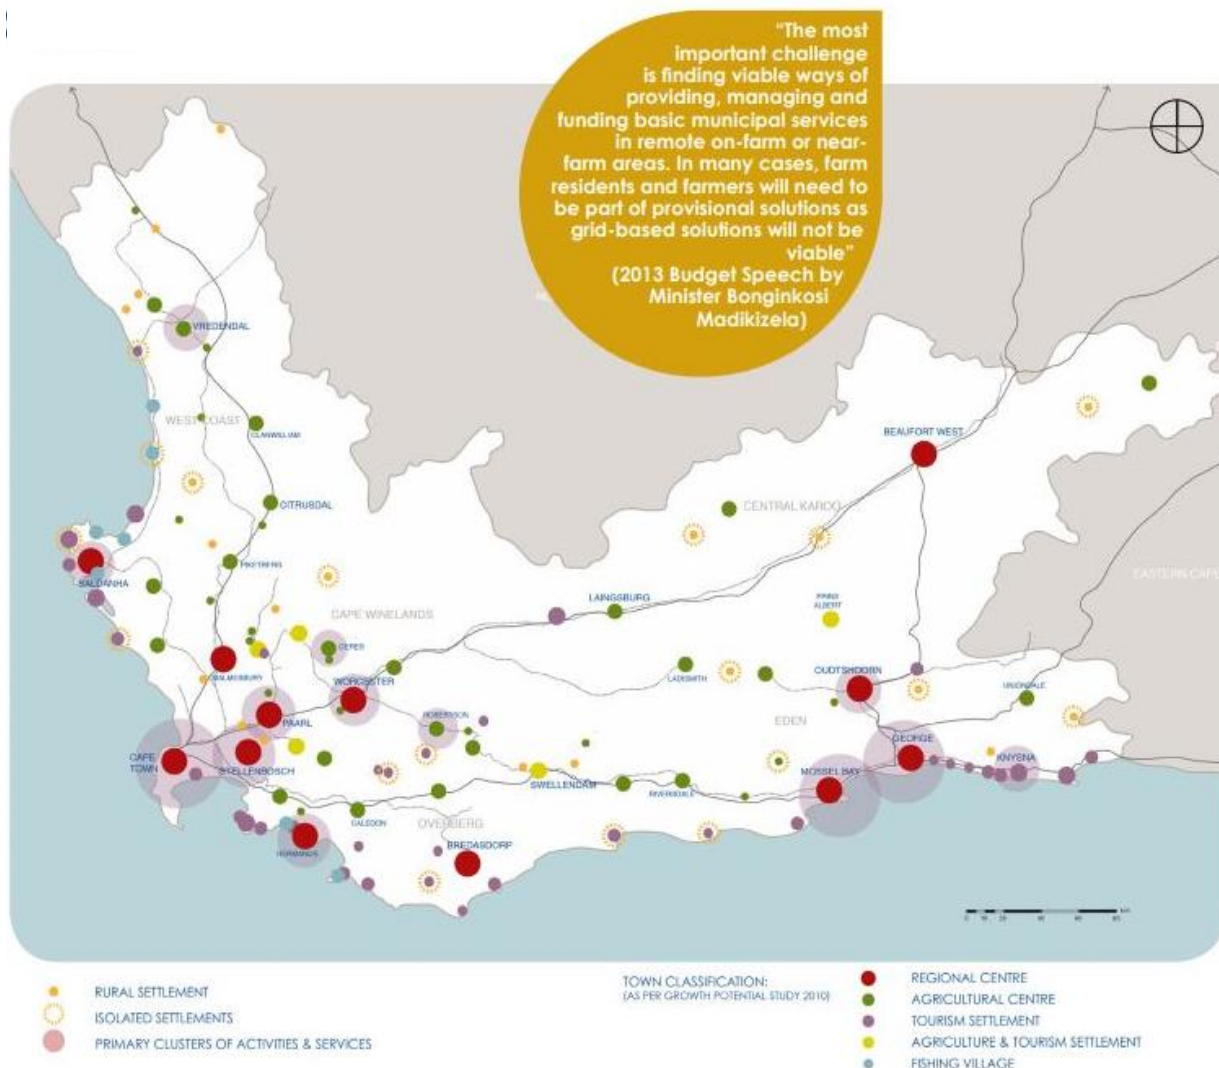 "The most
important challenge
is finding viable ways of
providing, managing and
funding basic municipal services
in remote on-farm or near-
farm areas. In many cases, farm
residents and farmers will need to
be part of provisional solutions as
grid-based solutions will not be
viable"
(2013 Budget Speech by
Minister Bonginkosi
Madikizela)
VREDENDAL
WEST COAST
CLANWILLIAM
BEAUFORT WEST
CITRUSDAL
CENTRAL KAROO
PIKETBERG
EASTERN CAPE
SALDANHA
LAINGSBURG
PRINS
ALBERT
CAPE WINELANDS
CERES
MALMESBURY
WORCESTER
LADISMITH
OUDTSHOORN
UNIONDALE
PAARL
ROBERTSON
EDEN
GEORGE
CAPE
TOWN
STELLENBOSCH
SWELLENDAM
RIVERSDALE
MOSSEL BAY
KNYSNA
CALEDON
OVERBERG
HERMANUS
BREDASDORP
RURAL SETTLEMENT
ISOLATED SETTLEMENTS
PRIMARY CLUSTERS OF ACTIVITIES & SERVICES
TOWN CLASSIFICATION:
(AS PER GROWTH POTENTIAL STUDY 2010)
REGIONAL CENTRE
AGRICULTURAL CENTRE
TOURISM SETTLEMENT
AGRICULTURE & TOURISM SETTLEMENT
FISHING VILLAGE